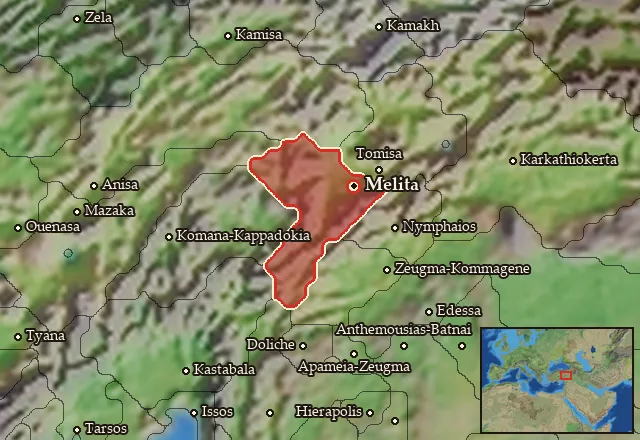 Zela
Kamisa
Kamakh
Tomisa
Karkathiokerta
Anisa
Melita
Mazaka
Ouenasa
Komana-Kappadokia
Nymphaios
Zeugma-Kommagene
Edessa
Anthemousias-Batnai
Tyana
Doliche
Apameia-Zeugma
Kastabala
Issos
Hierapolis
Tarsos